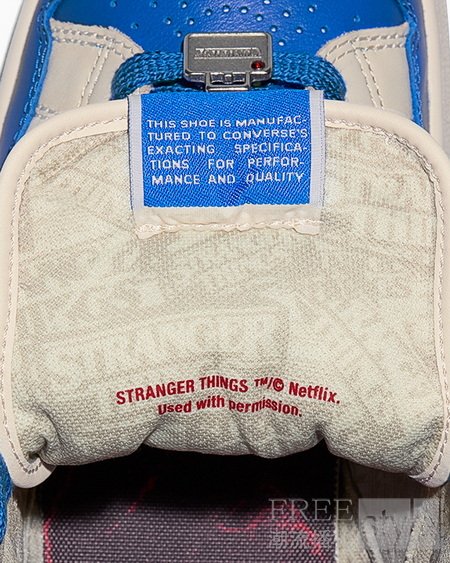 THIS SHOE IS MANUFAC-
TURED TO CONVERSE'S
EXACTING SPECIFICA-
TIONS FOR PERFOR-
MANCE AND QUALITY
STRANGER
STRANGER THINGS ™/© Netflix.
Used with permission.
FREE